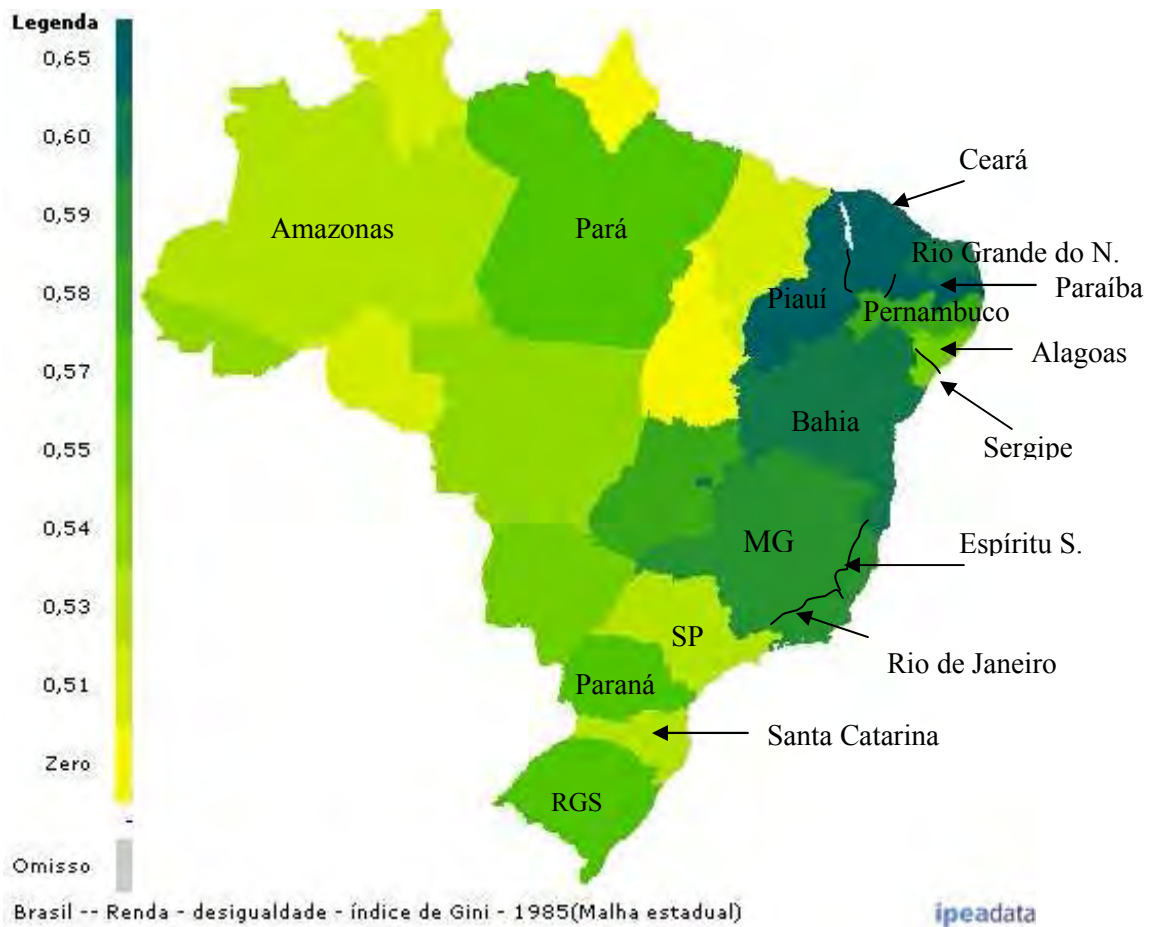 Legenda
0,65
0,60
0,59
0,58
0,57
0,55
0,54
0,53
0,51
Zero
-
Omisso
Ceará
Amazonas
Pará
Rio Grande do N.
Piauí
Paraíba
Pernambuco
Alagoas
Bahia
Sergipe
MG
Espíritu S.
SP
Rio de Janeiro
Paraná
Santa Catarina
RGS
Brasil -- Renda - desigualdade - índice de Gini - 1985(Malha estadual)
ipeadata